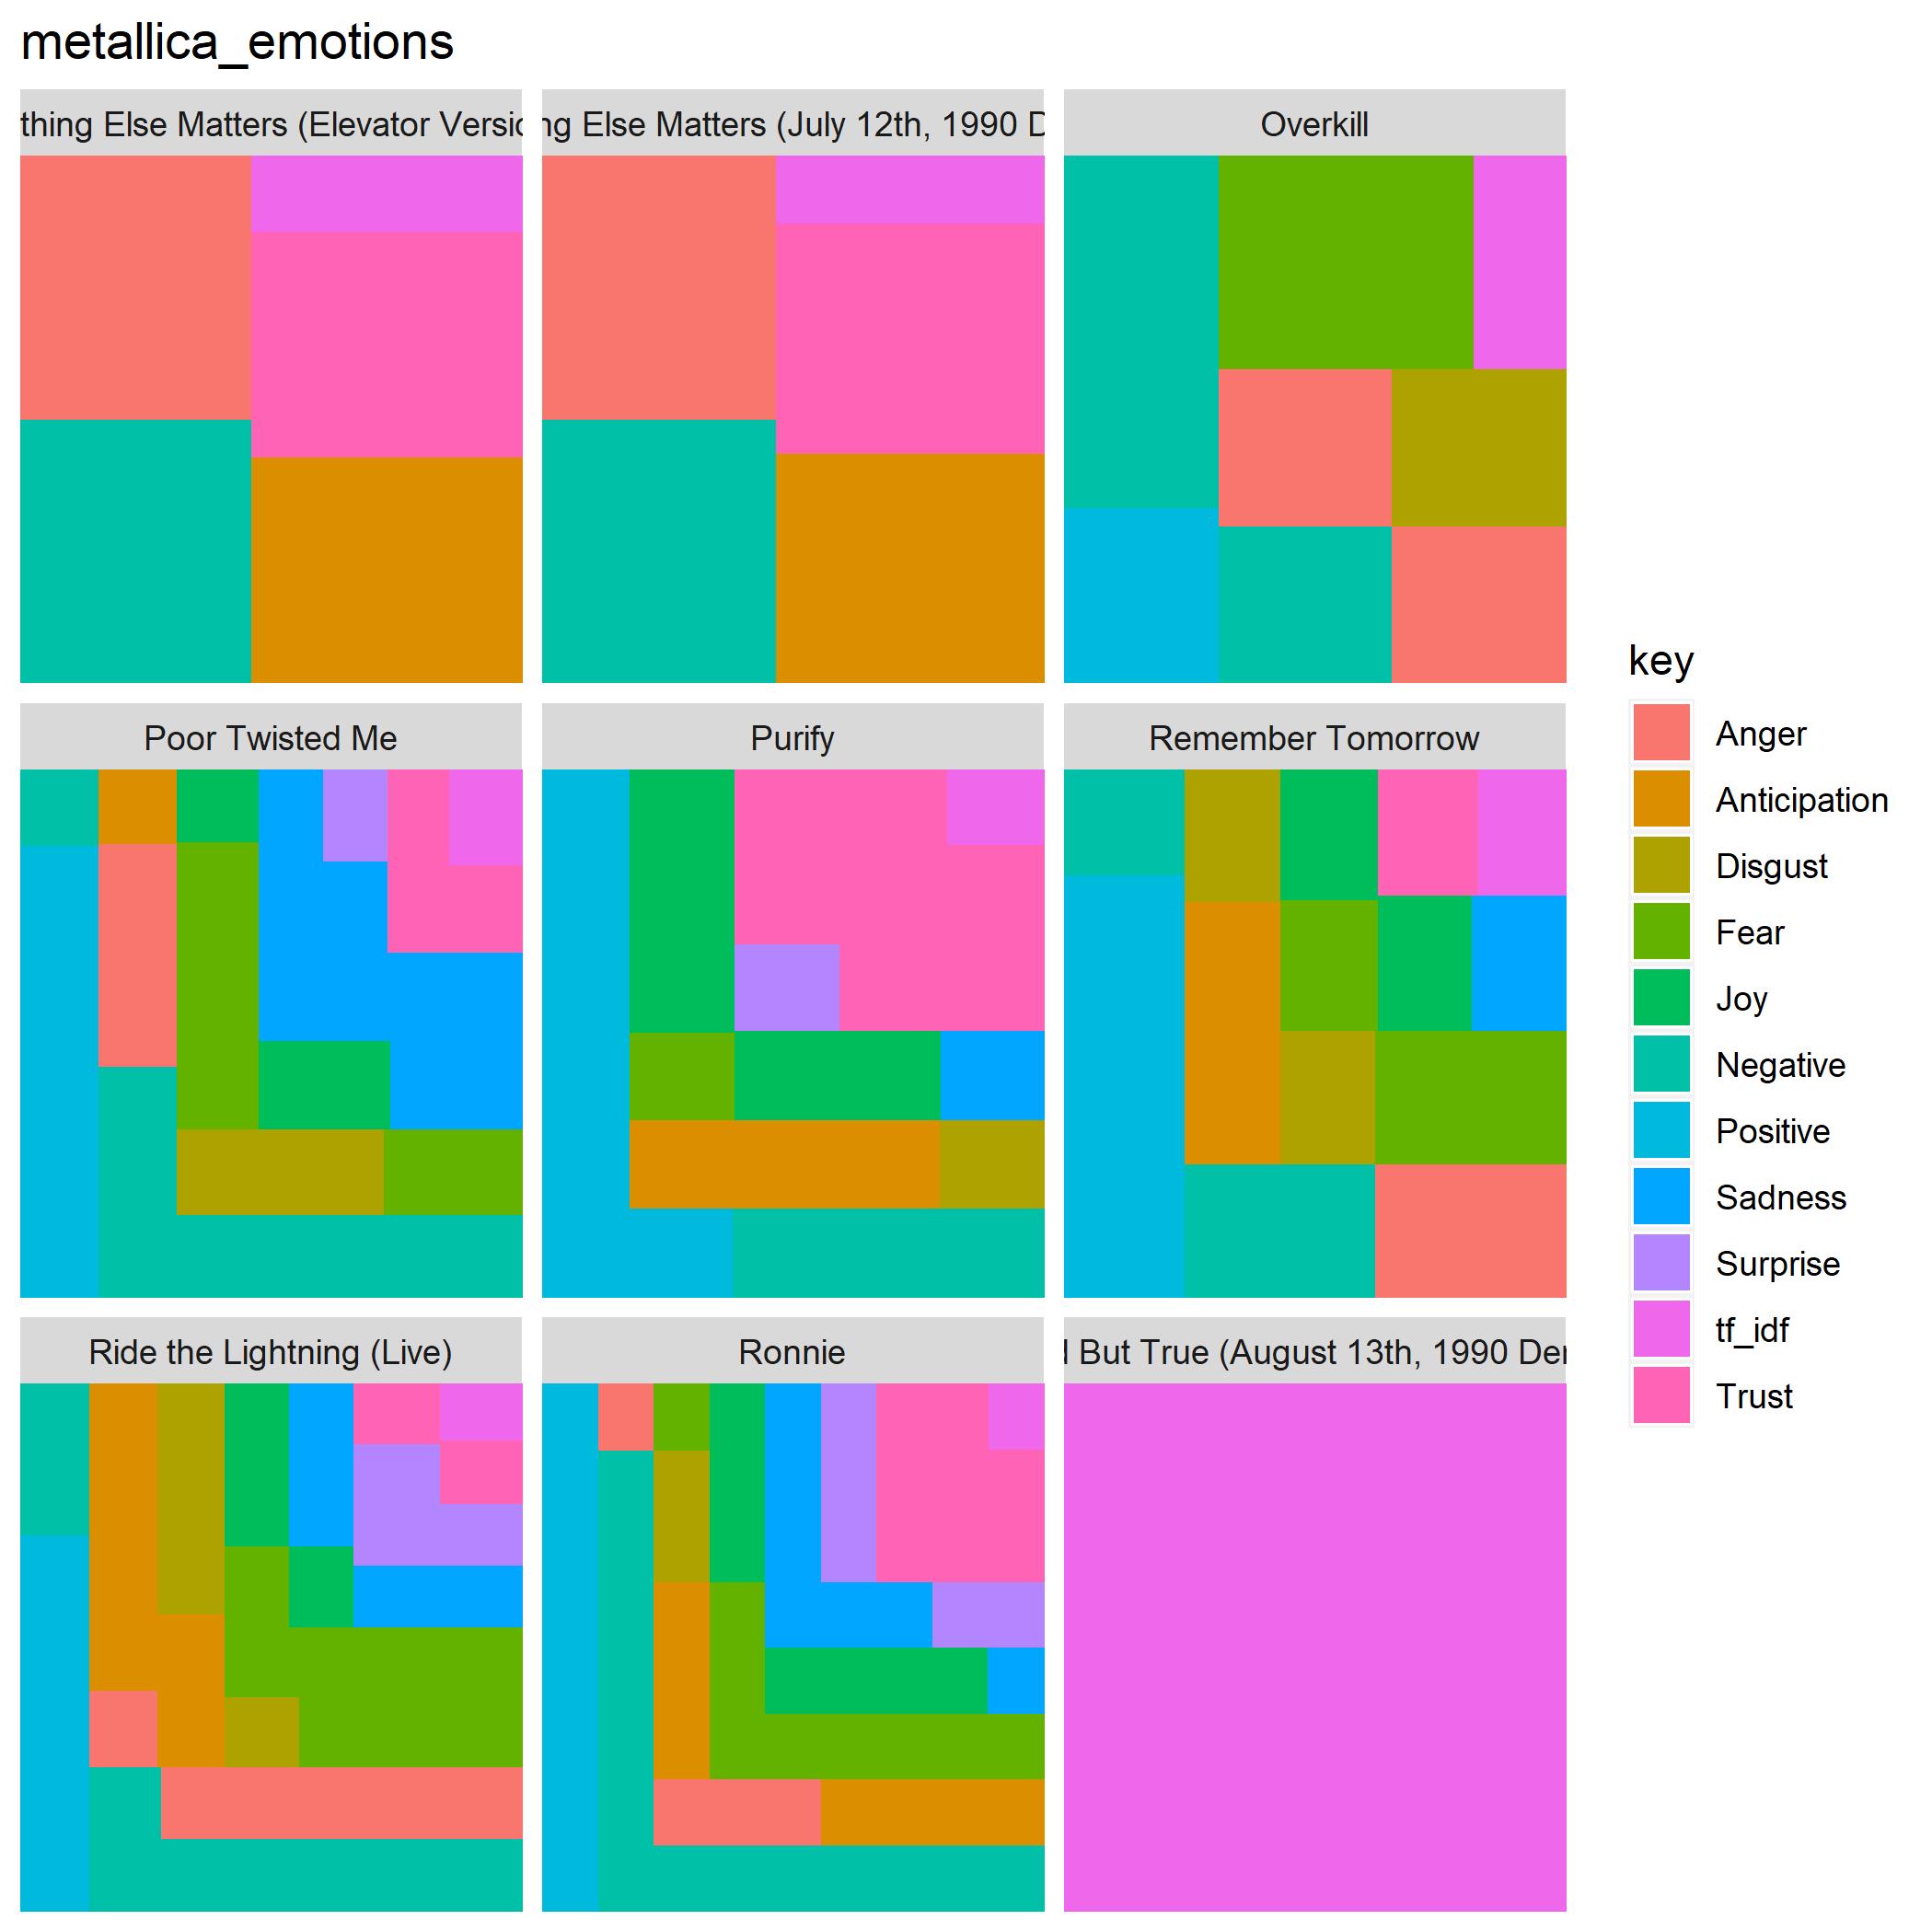 metallica_emotions
thing Else Matters (Elevator Versic
ng Else Matters (July 12th, 1990 D
Overkill
Poor Twisted Me
Purify
Remember Tomorrow
Ride the Lightning (Live)
Ronnie
But True (August 13th, 1990 Der
key
Anger
Anticipation
Disgust
Fear
Joy
Negative
Positive
Sadness
Surprise
tf_idf
Trust